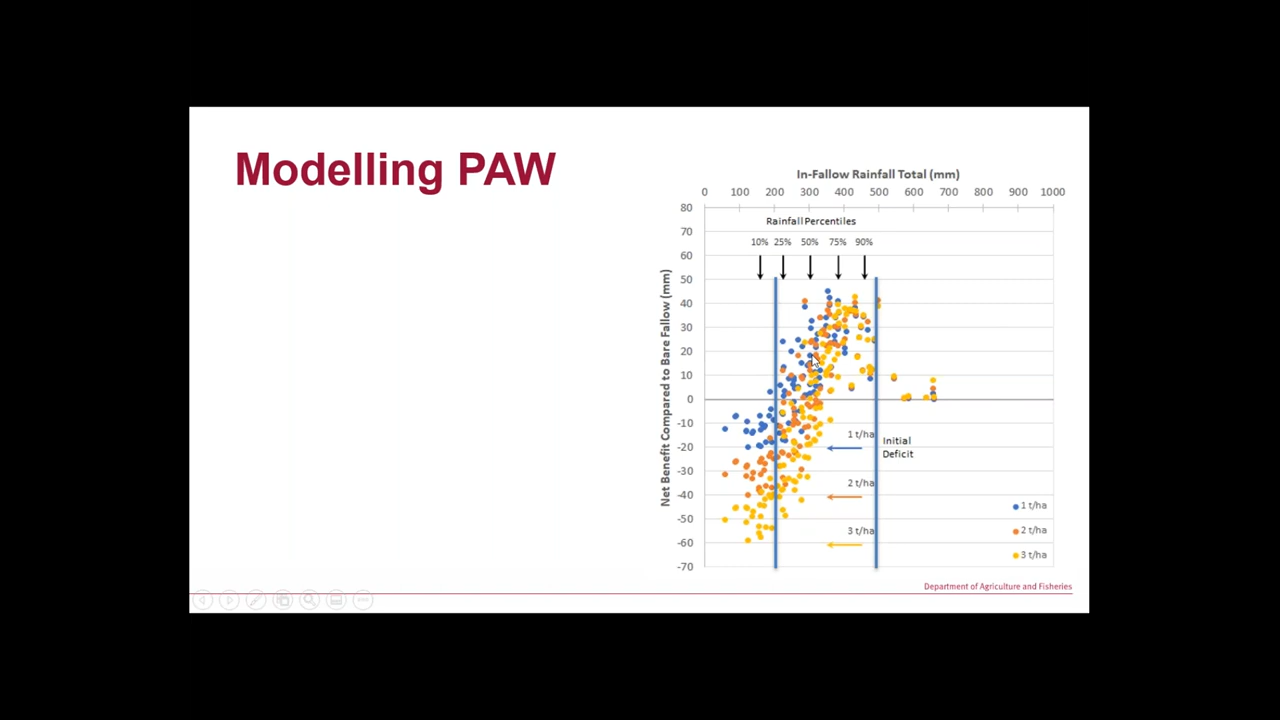 Modelling PAW
In-Fallow Rainfall Total (mm)
0 100 200 300 400 500 600 700 800 900 1000
Rainfall Percentiles
10% 25% 50% 75% 90%
Net Benefit Compared to Bare Fallow (mm)
80
70
60
50
40
30
20
10
0
-10
-20
-30
-40
-50
-60
-70
1 t/ha
Initial
Deficit
2 t/ha
3 t/ha
1 t/ha
2 t/ha
3 t/ha
Department of Agriculture and Fisheries